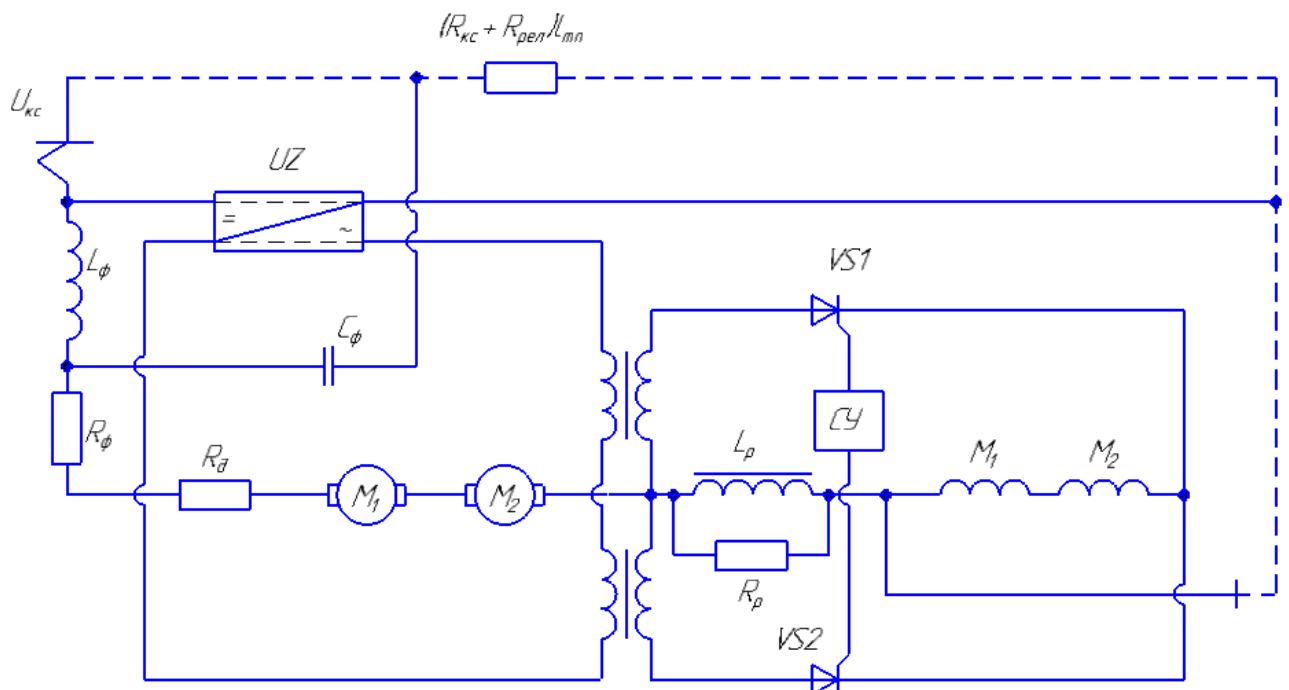 (Rкс + Rрел)lтп
Uкс
UZ
=
~
Lф
VS1
Cф
Rф
СУ
Rд
M1
M2
Lр
M1
M2
Rр
VS2